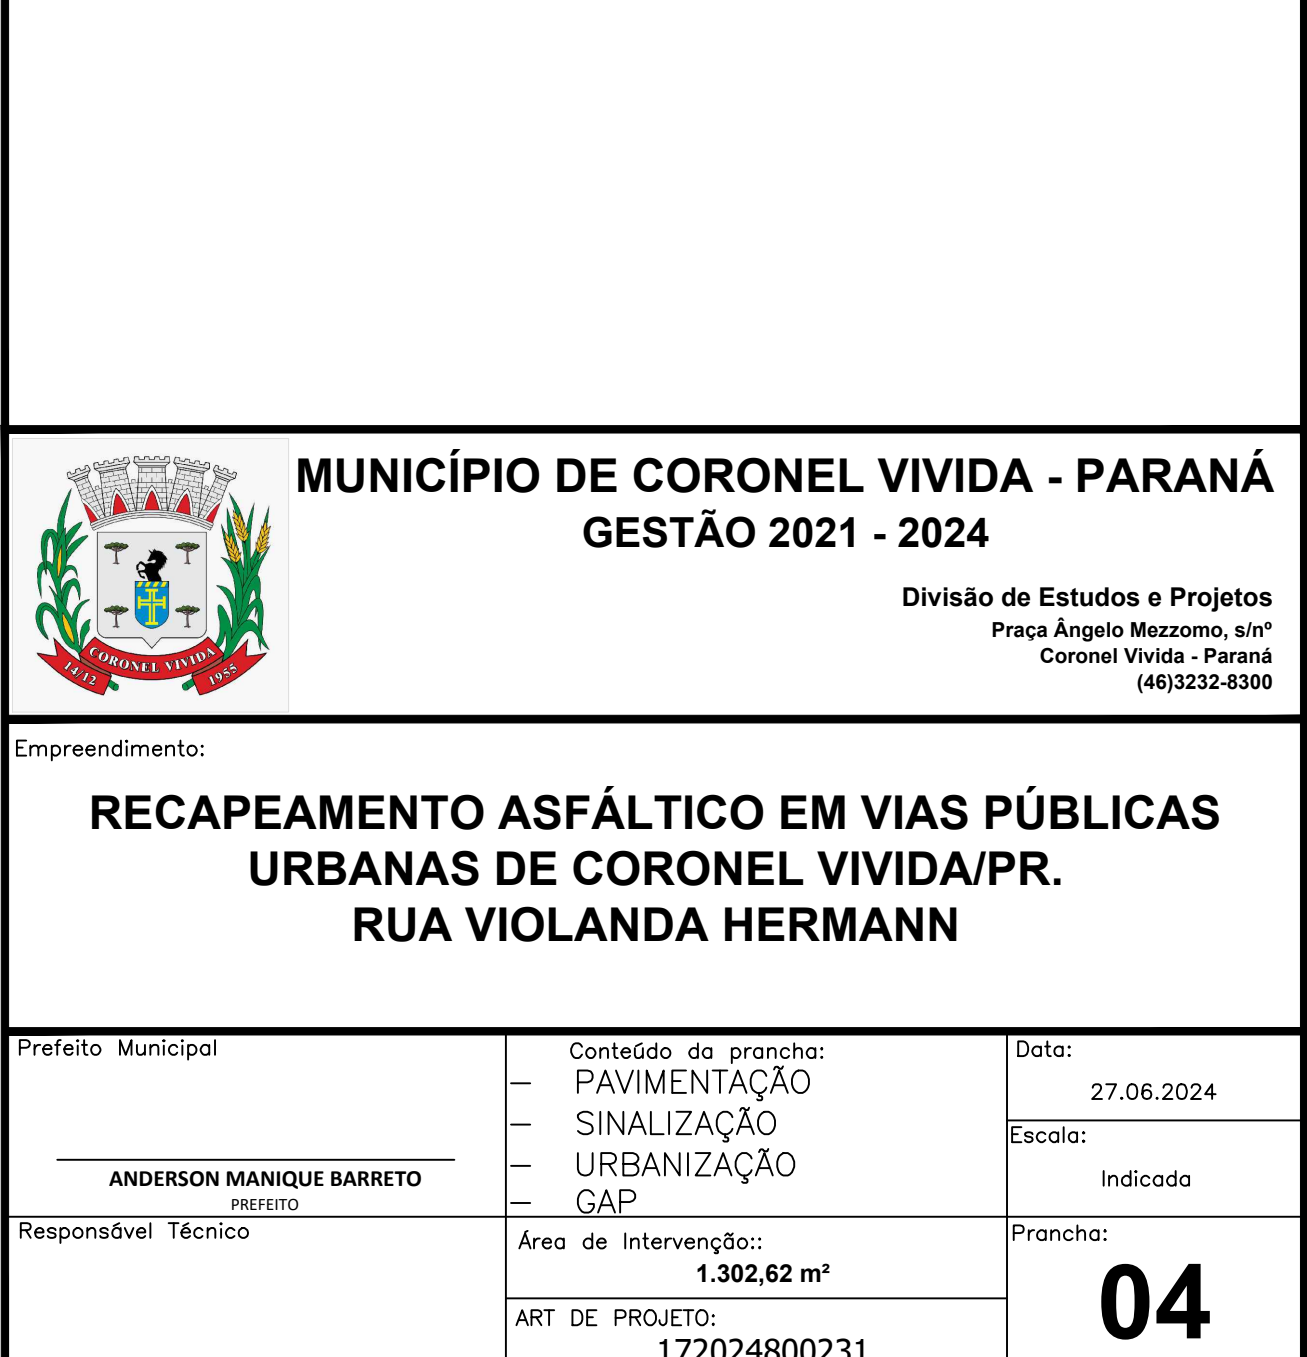 MUNICÍPIO DE CORONEL VIVIDA - PARANÁ
GESTÃO 2021 - 2024
Divisão de Estudos e Projetos
Praça Ângelo Mezzomo, s/nº
Coronel Vivida - Paraná
(46)3232-8300
CORONEL VIVIDA
14/12
1955
Empreendimento:
RECAPEAMENTO ASFÁLTICO EM VIAS PÚBLICAS
URBANAS DE CORONEL VIVIDA/PR.
RUA VIOLANDA HERMANN
Prefeito Municipal
ANDERSON MANIQUE BARRETO
PREFEITO
Conteúdo da prancha:
— PAVIMENTAÇÃO
— SINALIZAÇÃO
— URBANIZAÇÃO
— GAP
Data:
27.06.2024
Escala:
Indicada
Responsável Técnico
Área de Intervenção::
1.302,62 m²
ART DE PROJETO:
172024800231
Prancha:
04